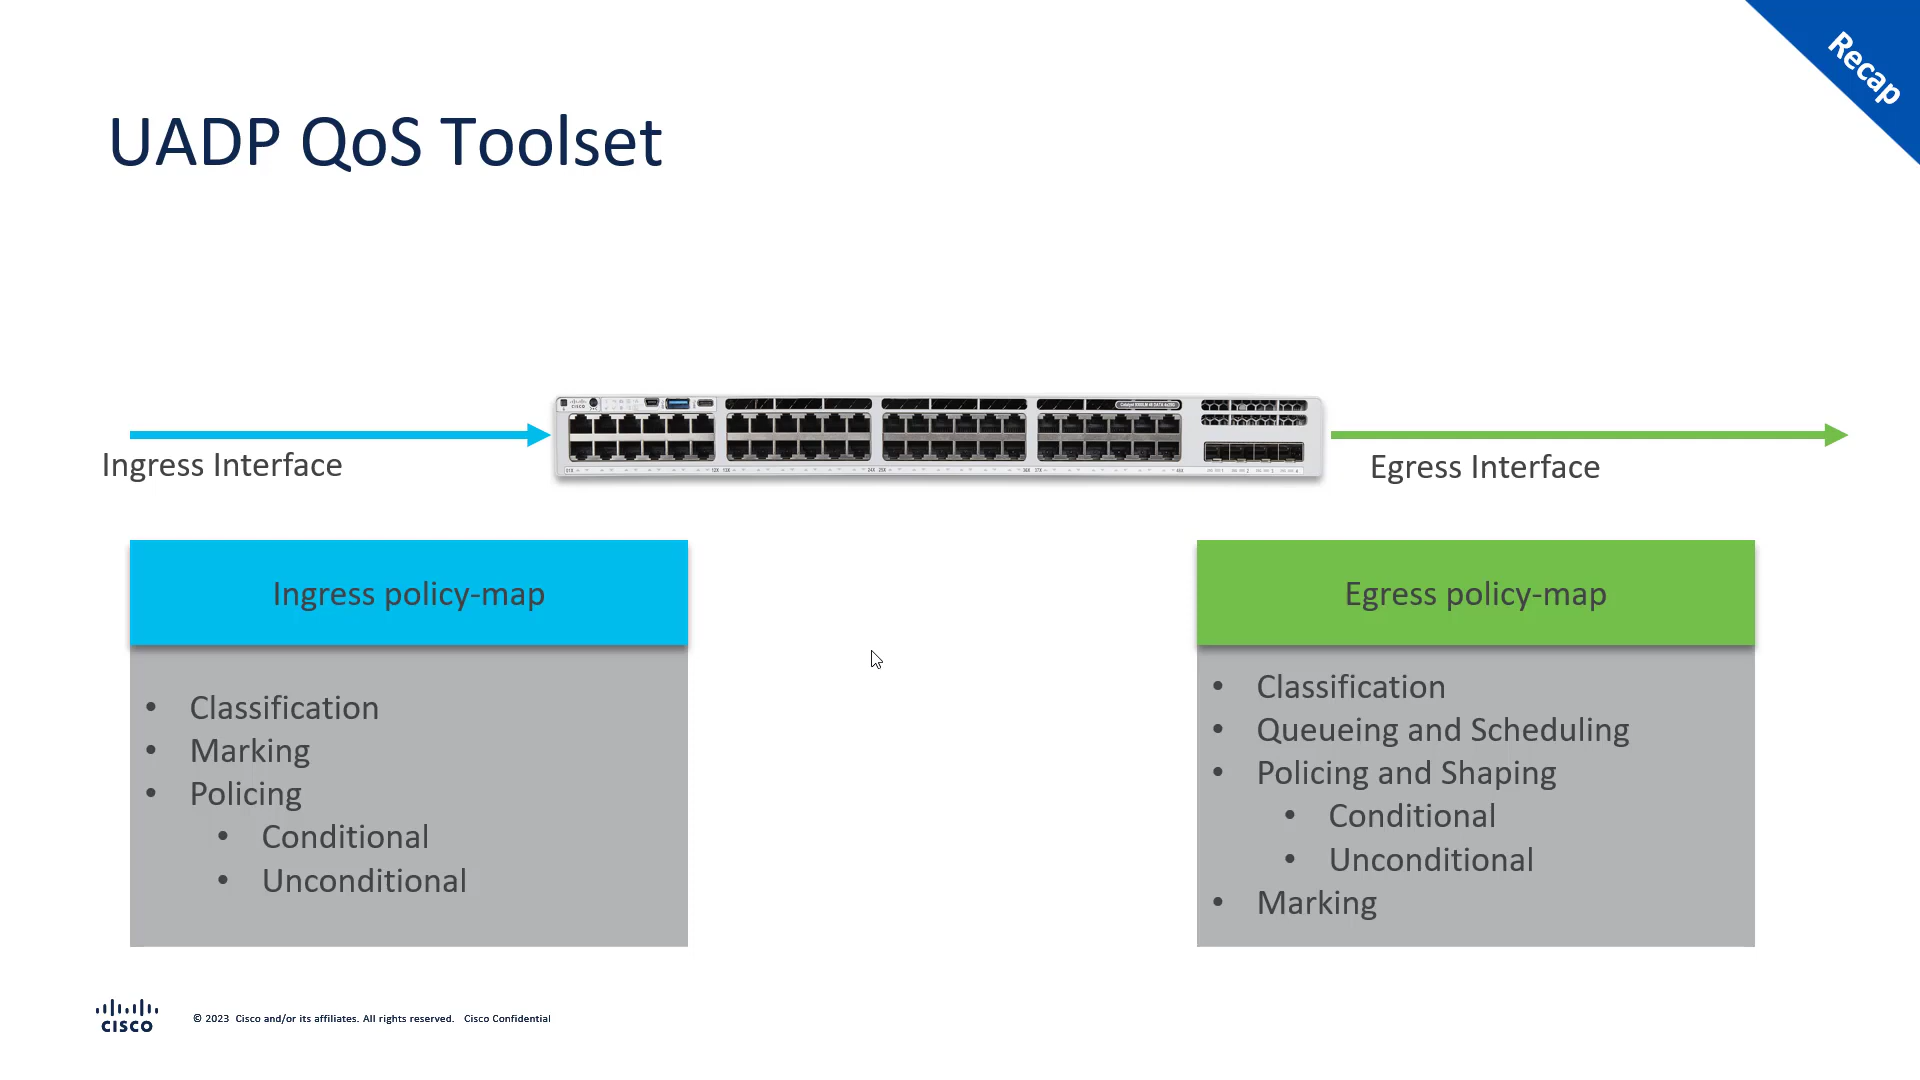 Recap
UADP QoS Toolset
Ingress Interface
Egress Interface
Ingress policy-map
• Classification
• Marking
• Policing
• Conditional
• Unconditional
Egress policy-map
• Classification
• Queueing and Scheduling
• Policing and Shaping
• Conditional
• Unconditional
• Marking
CISCO
© 2023 Cisco and/or its affiliates. All rights reserved. Cisco Confidential